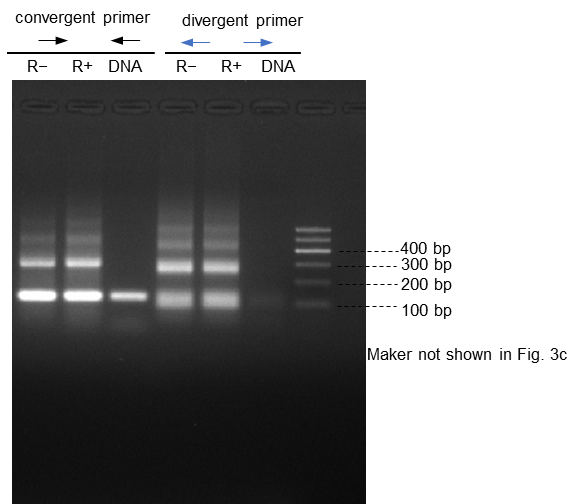 convergent primer
divergent primer
R− R+ DNA R− R+ DNA
400 bp
300 bp
200 bp
100 bp
Maker not shown in Fig. 3c